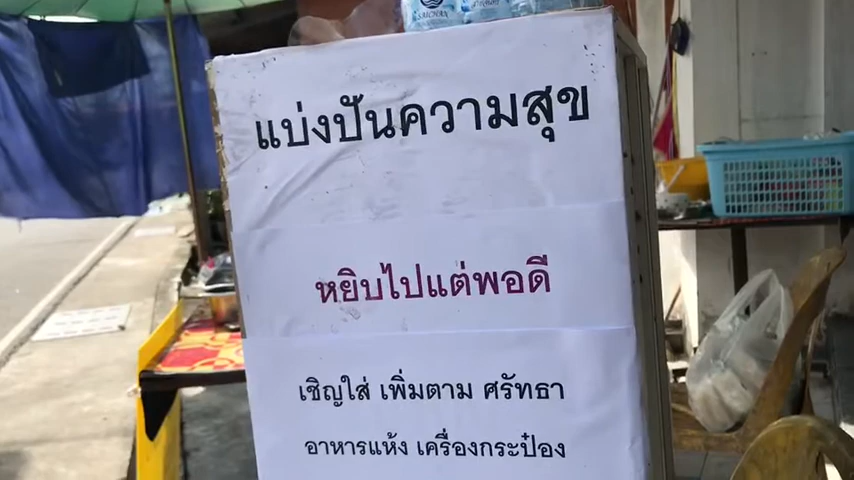 แบ่งปันความสุข
หยิบไปแต่พอดี
เชิญใส่ เพิ่มตาม ศรัทธา
อาหารแห้ง เครื่องกระป๋อง